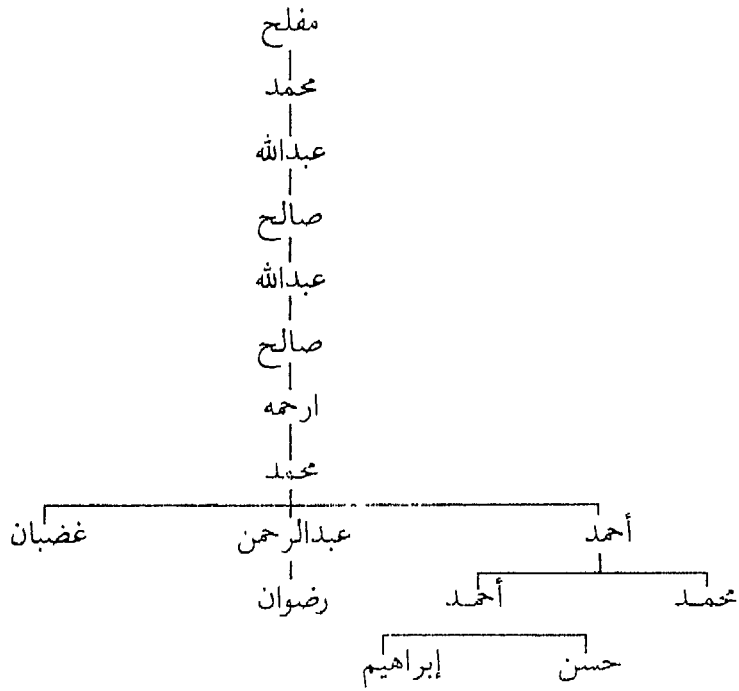 مفلح
محمد
عبدالله
صالح
عبدالله
صالح
ارحمه
محمد
أحمد عبدالرحمن غضبان
محمد أحمد رضوان
حسن إبراهيم